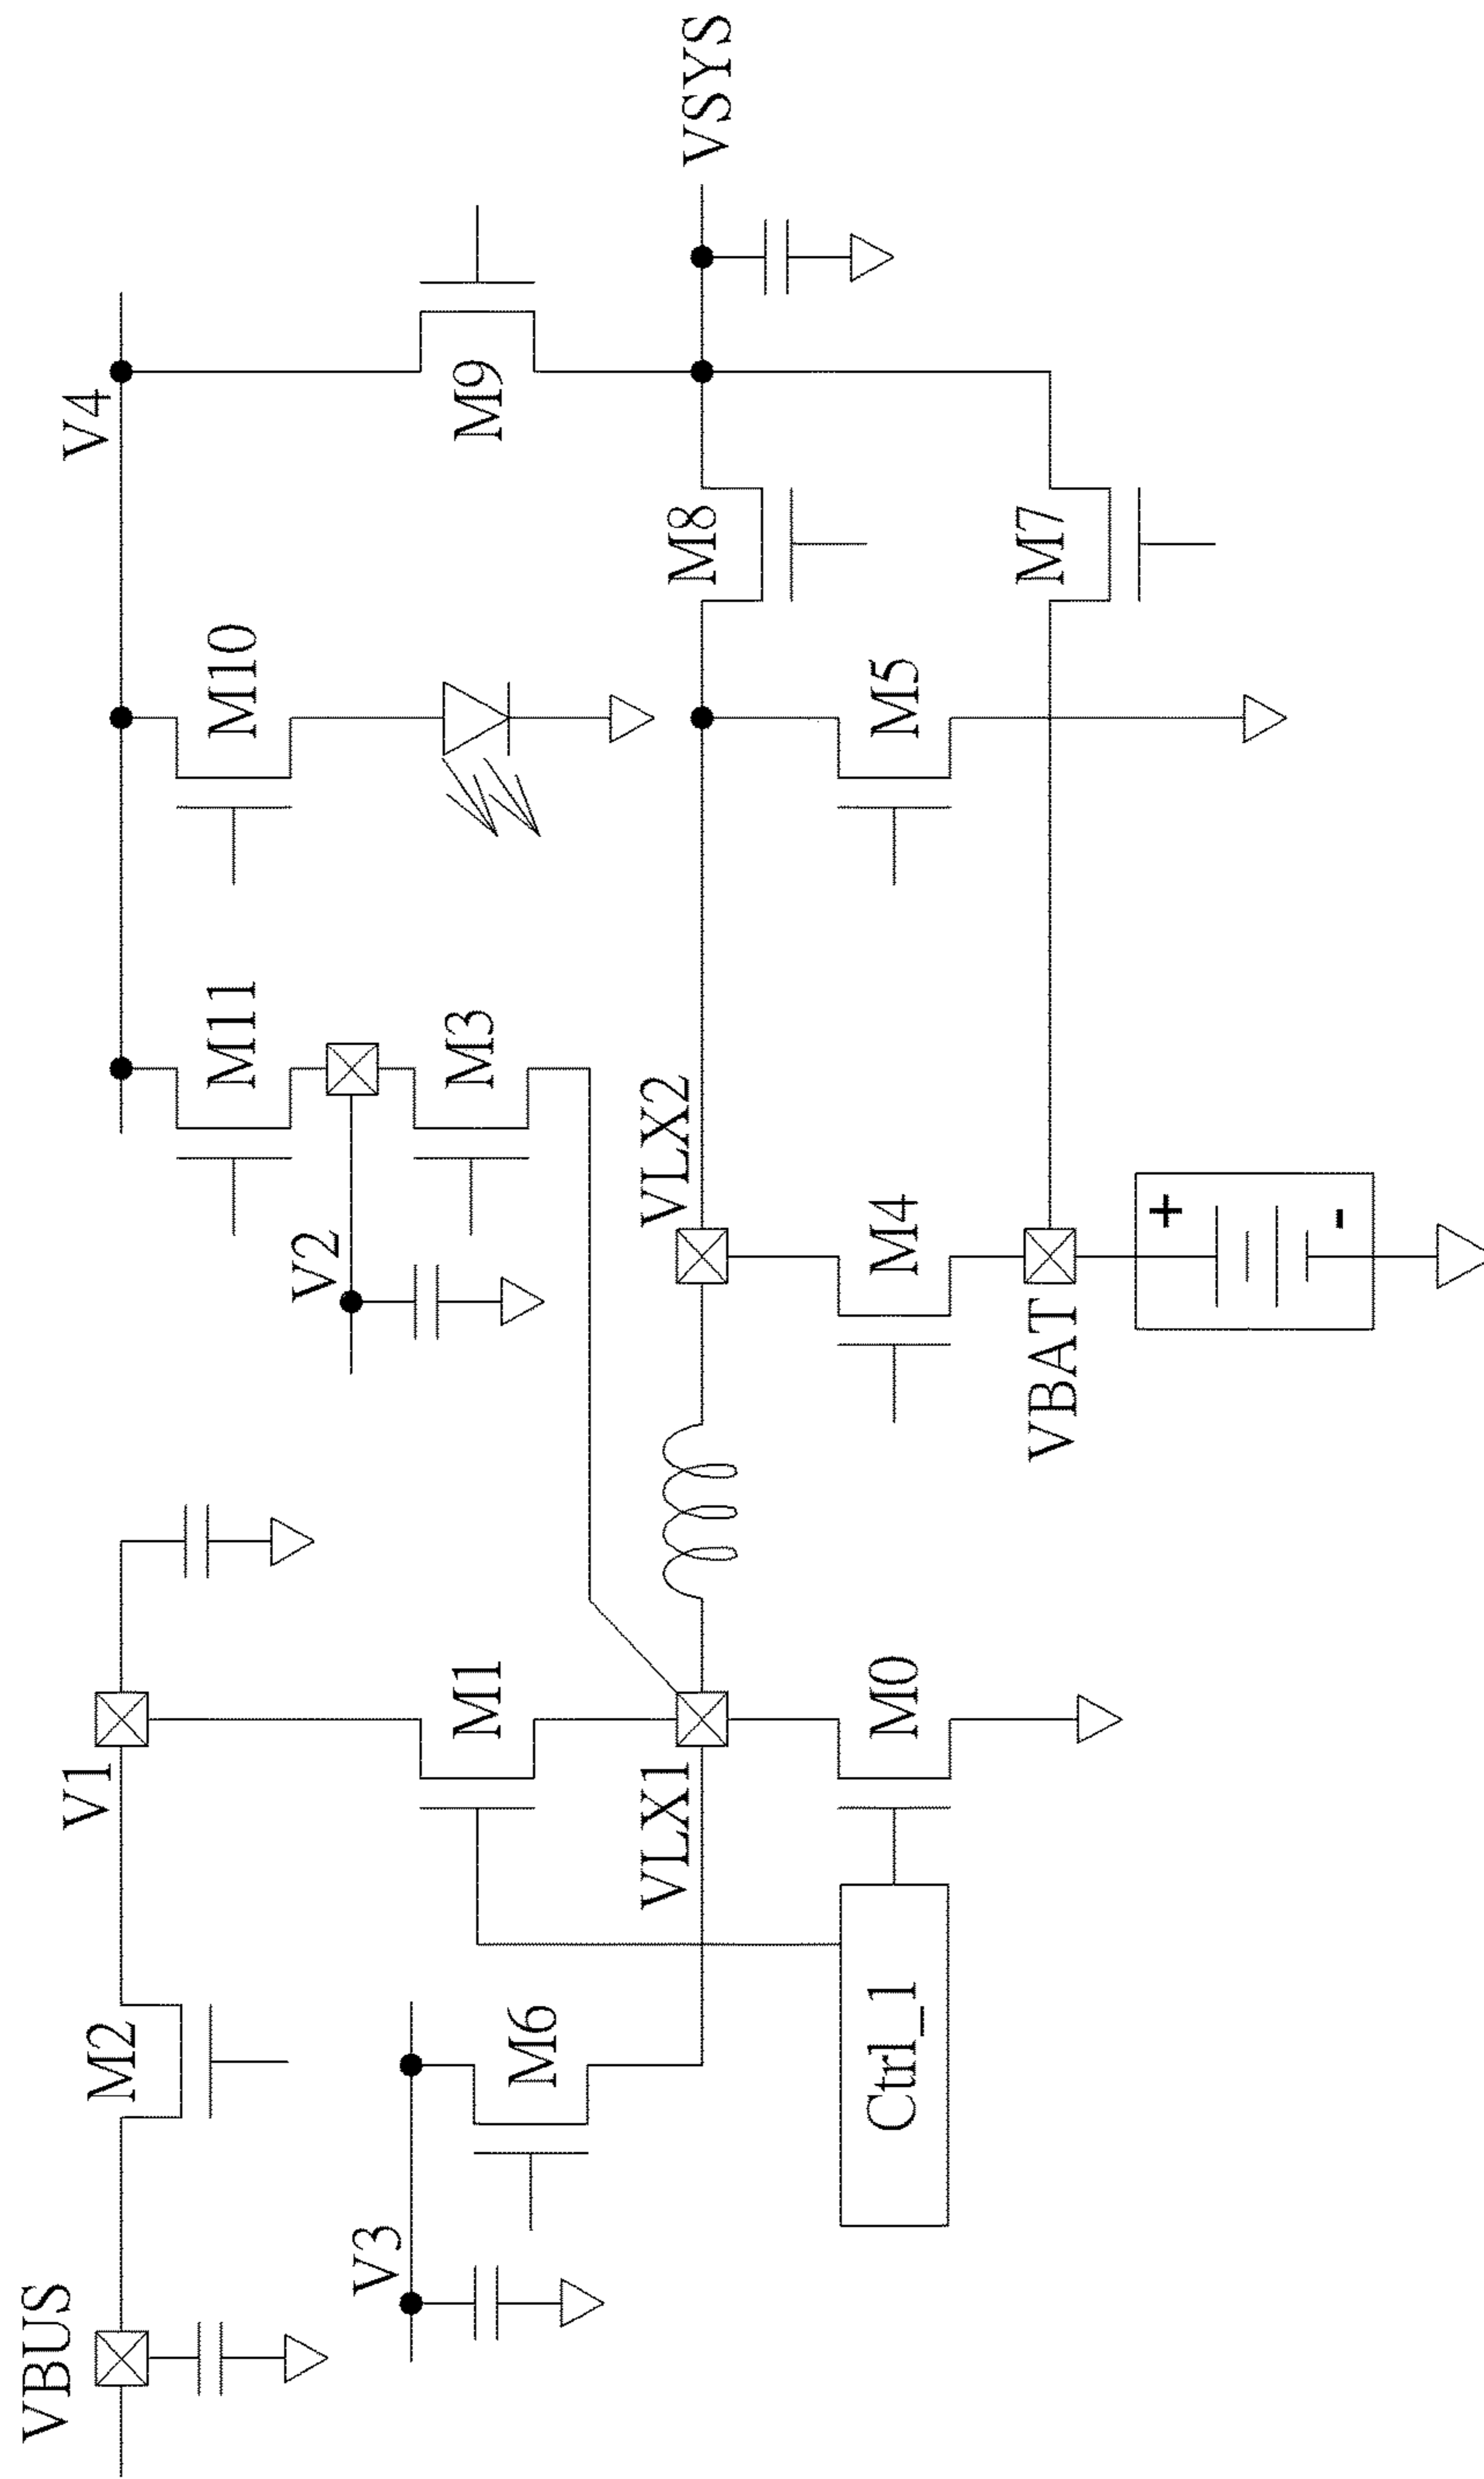 VBUS
M2
V1
V4
V3
M6
M1
V2
M11
M3
M10
M9
VLX1
VLX2
M8
VSYS
Ctrl_1
M0
M4
M5
VBAT
+
-
M7